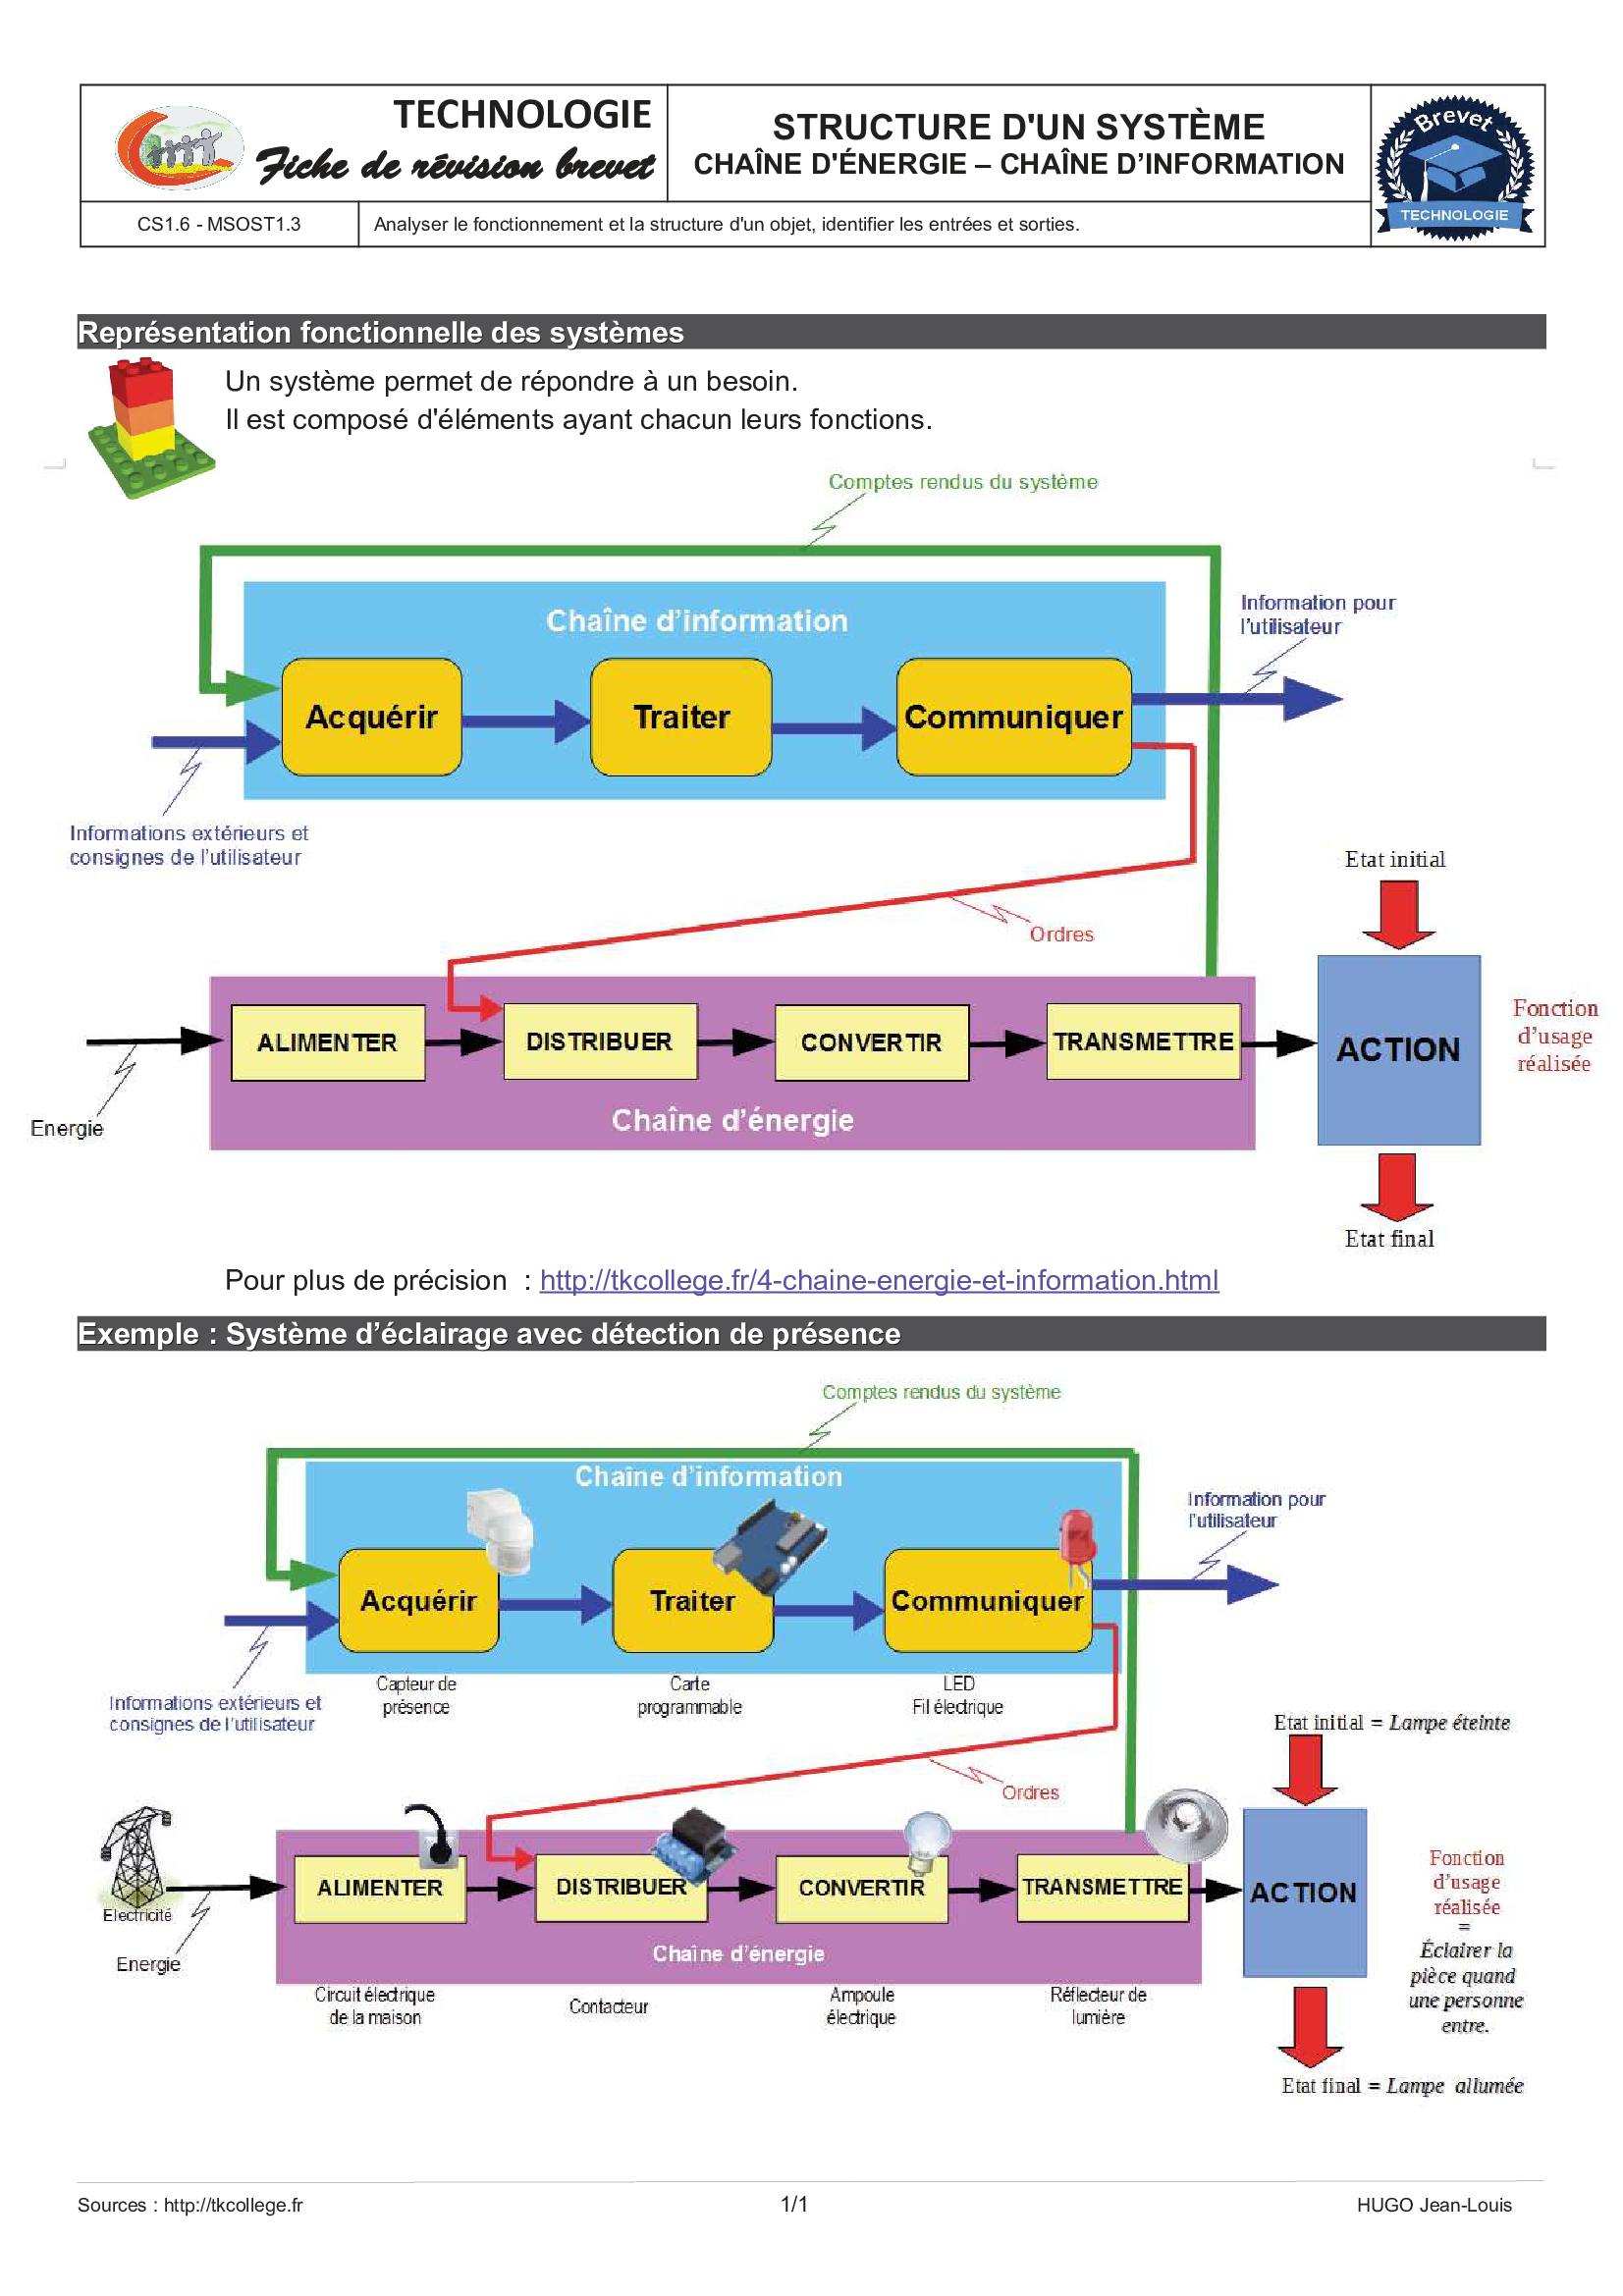 TECHNOLOGIE
Fiche de révision brevet
STRUCTURE D'UN SYSTÈME
CHAÎNE D'ÉNERGIE – CHAÎNE D’INFORMATION
Brevet
TECHNOLOGIE
CS1.6 - MSOST1.3
Analyser le fonctionnement et la structure d'un objet, identifier les entrées et sorties.
Représentation fonctionnelle des systèmes
Un système permet de répondre à un besoin.
Il est composé d'éléments ayant chacun leurs fonctions.
Comptes rendus du système
Chaîne d’information
Information pour
l’utilisateur
Acquérir
Traiter
Communiquer
Informations extérieurs et
consignes de l’utilisateur
Etat initial
Ordres
ALIMENTER
DISTRIBUER
CONVERTIR
TRANSMETTRE
ACTION
Fonction
d’usage
réalisée
Chaîne d’énergie
Energie
Etat final
Pour plus de précision  : http://tkcollege.fr/4-chaine-energie-et-information.html
Exemple : Système d’éclairage avec détection de présence
Comptes rendus du système
Chaîne d’information
Information pour
l’utilisateur
Acquérir
Traiter
Communiquer
Capteur de
présence
Carte
programmable
LED
Fil électrique
Informations extérieurs et
consignes de l’utilisateur
Etat initial = Lampe éteinte
Ordres
ALIMENTER
DISTRIBUER
CONVERTIR
TRANSMETTRE
ACTION
Electricité
Energie
Chaîne d’énergie
Fonction
d’usage
réalisée
=
Éclairer la
pièce quand
une personne
entre.
Circuit électrique
de la maison
Contacteur
Ampoule
électrique
Réflecteur de
lumière
Etat final = Lampe  allumée
Sources : http://tkcollege.fr
1/1
HUGO Jean-Louis